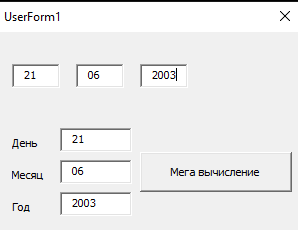 UserForm1
21 06 2003
День 21
Месяц 06
Мега вычисление
Год 2003